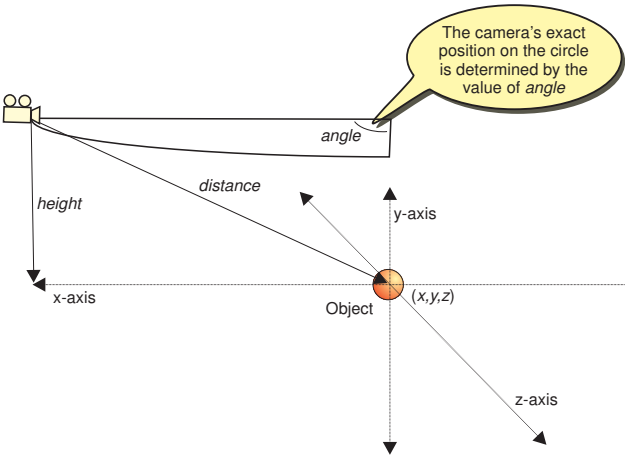 The camera's exact
position on the circle
is determined by the
value of angle
angle
distance
height
y-axis
x-axis
Object
(x,y,z)
z-axis